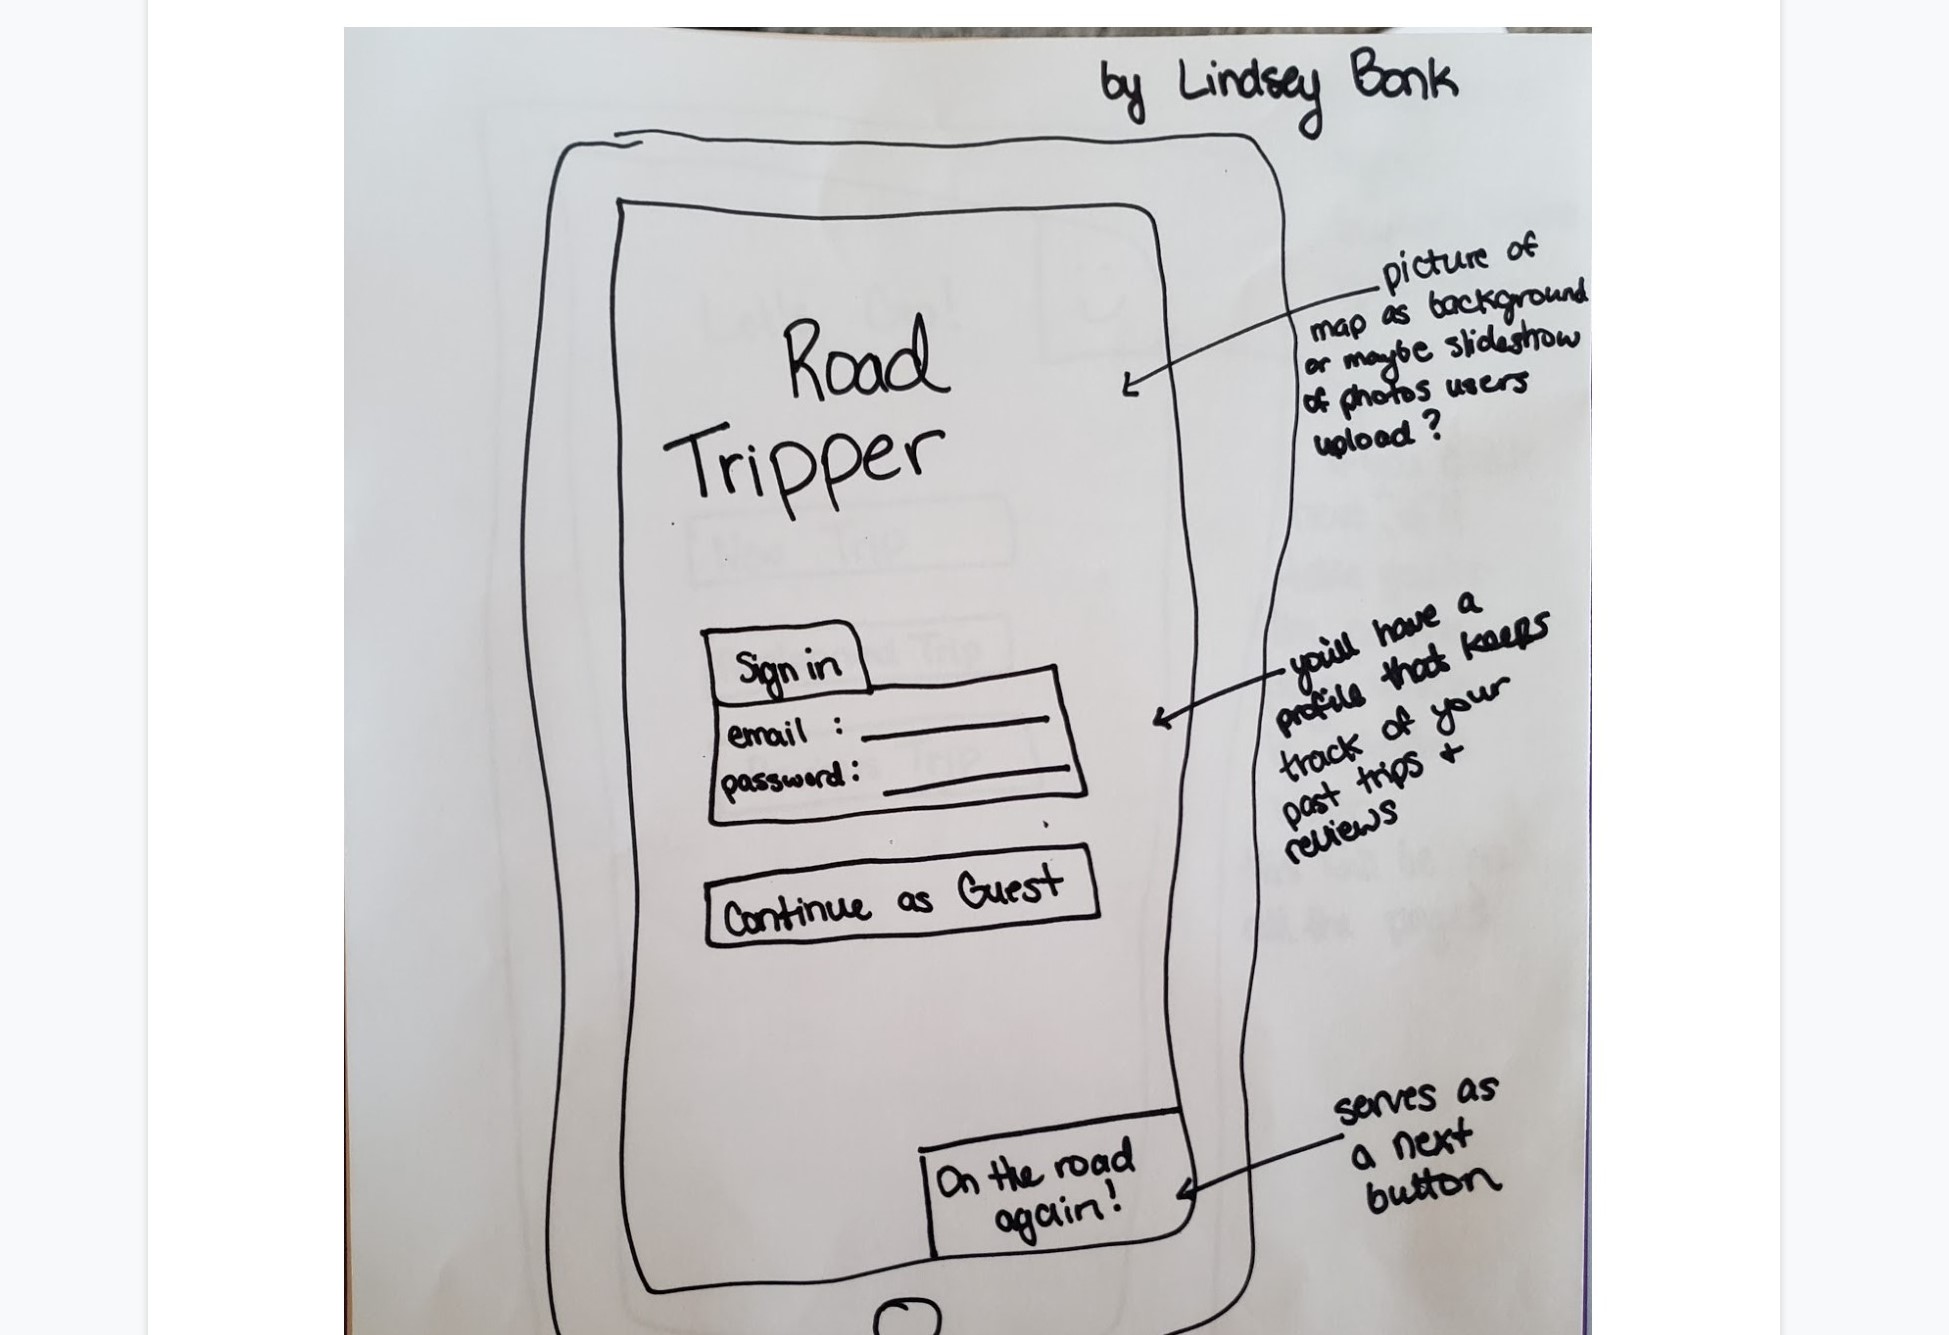 by Lindsey Bonk
Road
Tripper
picture of
map as background
or maybe slideshow
of photos users
upload?
Sign in
email :
password:
you'll have a
profile that keeps
track of your
past trips +
reviews
Continue as Guest
On the road
again!
serves as
a next
button